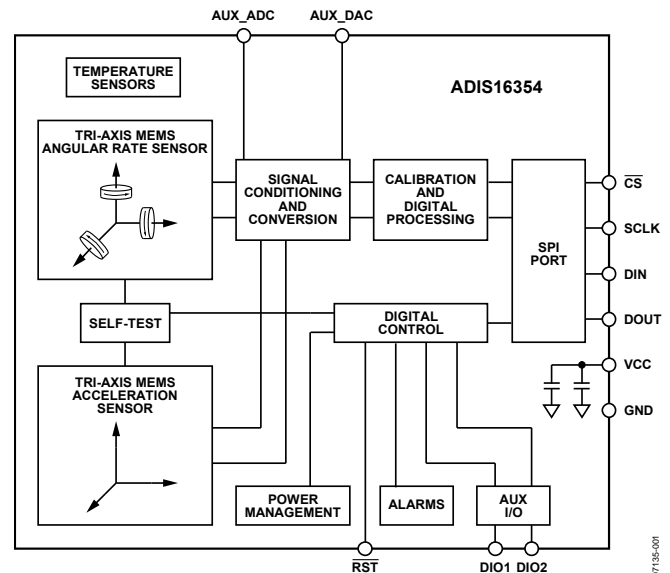 AUX_ADC
AUX_DAC
TEMPERATURE
SENSORS
ADIS16354
TRI-AXIS MEMS
ANGULAR RATE SENSOR
SIGNAL
CONDITIONING
AND
CONVERSION
CALIBRATION
AND
DIGITAL
PROCESSING
SPI
PORT
CS
SCLK
DIN
DOUT
VCC
GND
SELF-TEST
DIGITAL
CONTROL
TRI-AXIS MEMS
ACCELERATION
SENSOR
POWER
MANAGEMENT
ALARMS
AUX
I/O
RST
DIO1 DIO2
07135-001